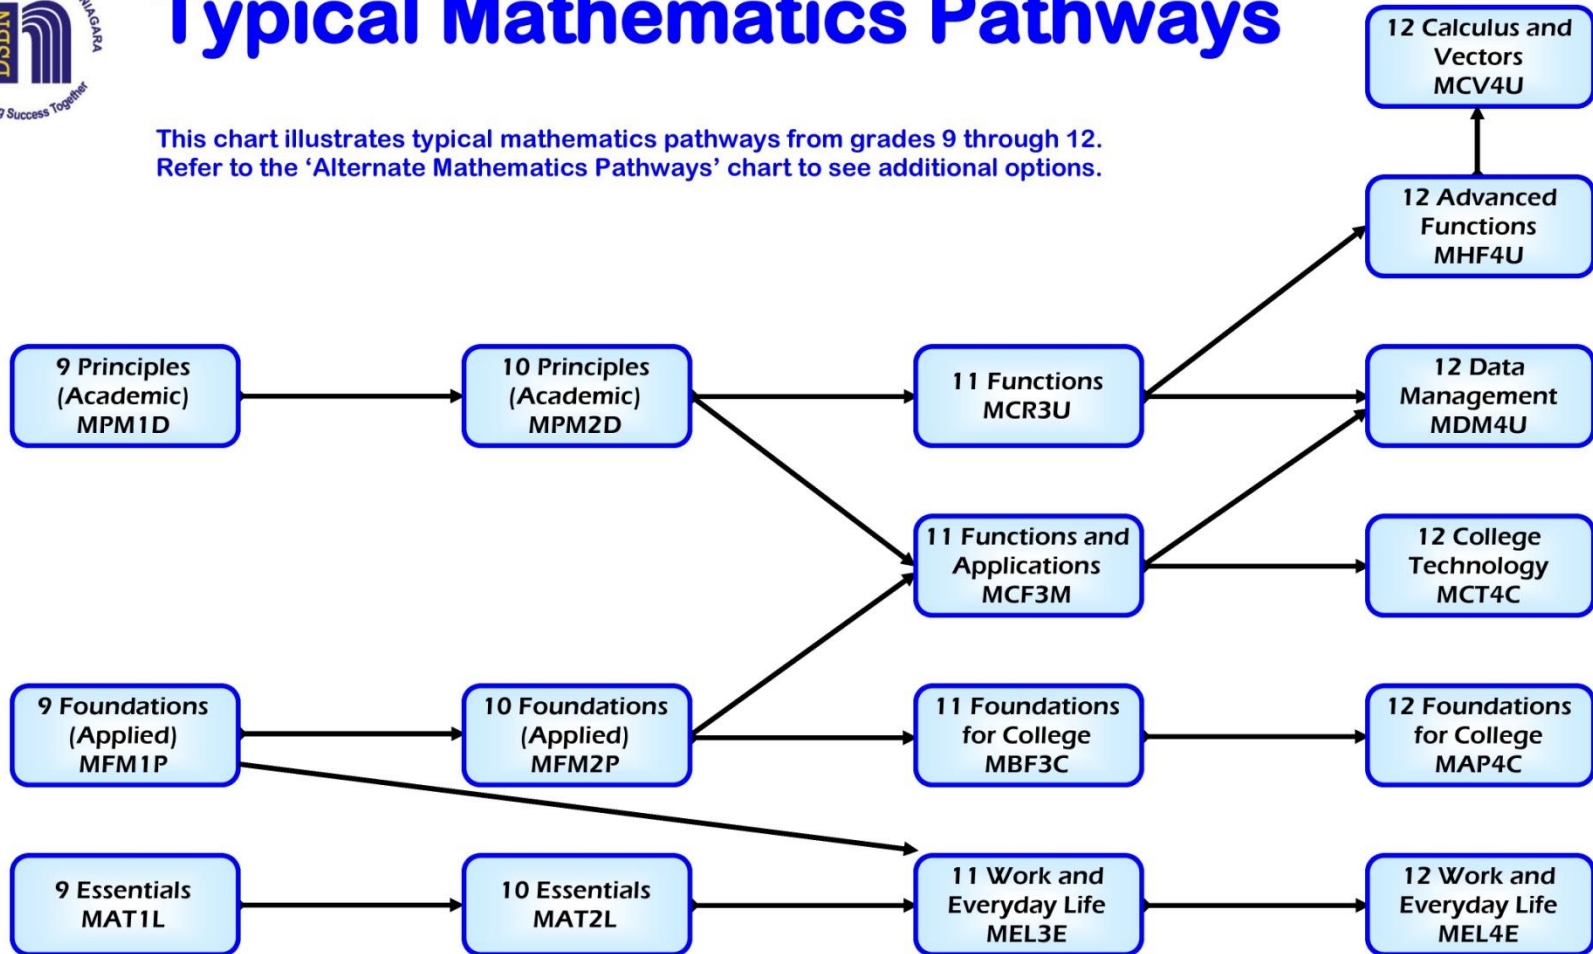 DSBN
NIAGARA
Success Together
Typical Mathematics Pathways
This chart illustrates typical mathematics pathways from grades 9 through 12.
Refer to the ‘Alternate Mathematics Pathways’ chart to see additional options.
12 Calculus and
Vectors
MCV4U
12 Advanced
Functions
MHF4U
9 Principles
(Academic)
MPM1D
10 Principles
(Academic)
MPM2D
11 Functions
MCR3U
12 Data
Management
MDM4U
11 Functions and
Applications
MCF3M
12 College
Technology
MCT4C
9 Foundations
(Applied)
MFM1P
10 Foundations
(Applied)
MFM2P
11 Foundations
for College
MBF3C
12 Foundations
for College
MAP4C
9 Essentials
MAT1L
10 Essentials
MAT2L
11 Work and
Everyday Life
MEL3E
12 Work and
Everyday Life
MEL4E